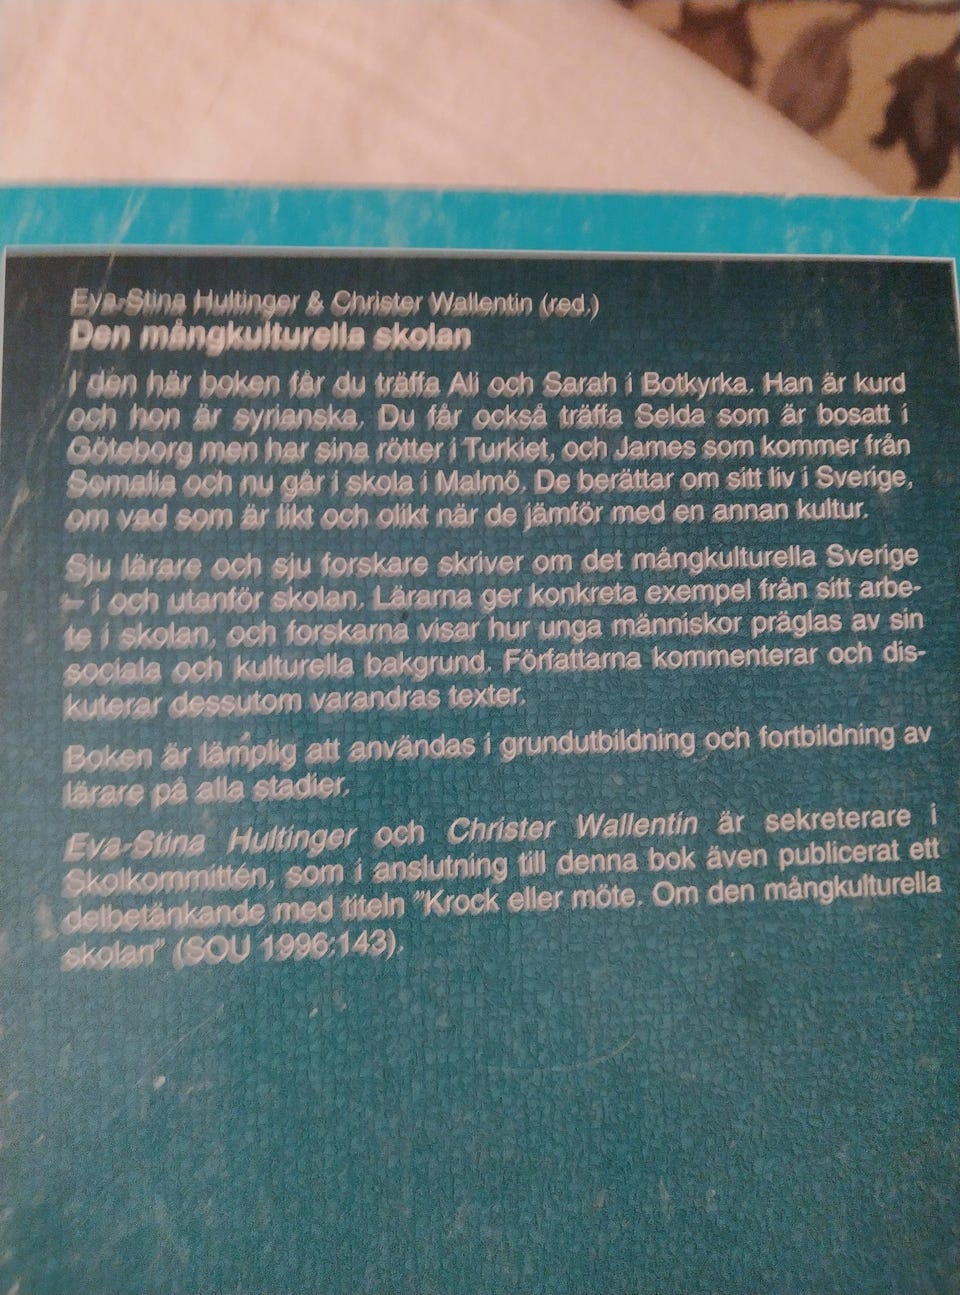 Eva-Stina Hultinger & Christer Wallentin (red.)
Den mångkulturella skolan
I den här boken får du träffa Ali och Sarah i Botkyrka. Han är kurd
och hon är syrianska. Du får också träffa Selda som är bosatt i
Göteborg men har sina rötter i Turkiet, och James som kommer från
Somalia och nu går i skola i Malmö. De berättar om sitt liv i Sverige,
om vad som är likt och olikt när de jämför med en annan kultur.
Sju lärare och sju forskare skriver om det mångkulturella Sverige
– i och utanför skolan. Lärarna ger konkreta exempel från sitt arbe-
te i skolan, och forskarna visar hur unga människor präglas av sin
sociala och kulturella bakgrund. Författarna kommenterar och dis-
kuterar dessutom varandras texter.
Boken är lämplig att användas i grundutbildning och fortbildning av
lärare på alla stadier.
Eva-Stina Hultinger och Christer Wallentin är sekreterare i
Skolkommittén, som i anslutning till denna bok även publicerat ett
delbetänkande med titeln ”Krock eller möte. Om den mångkulturella
skolan” (SOU 1996:143).